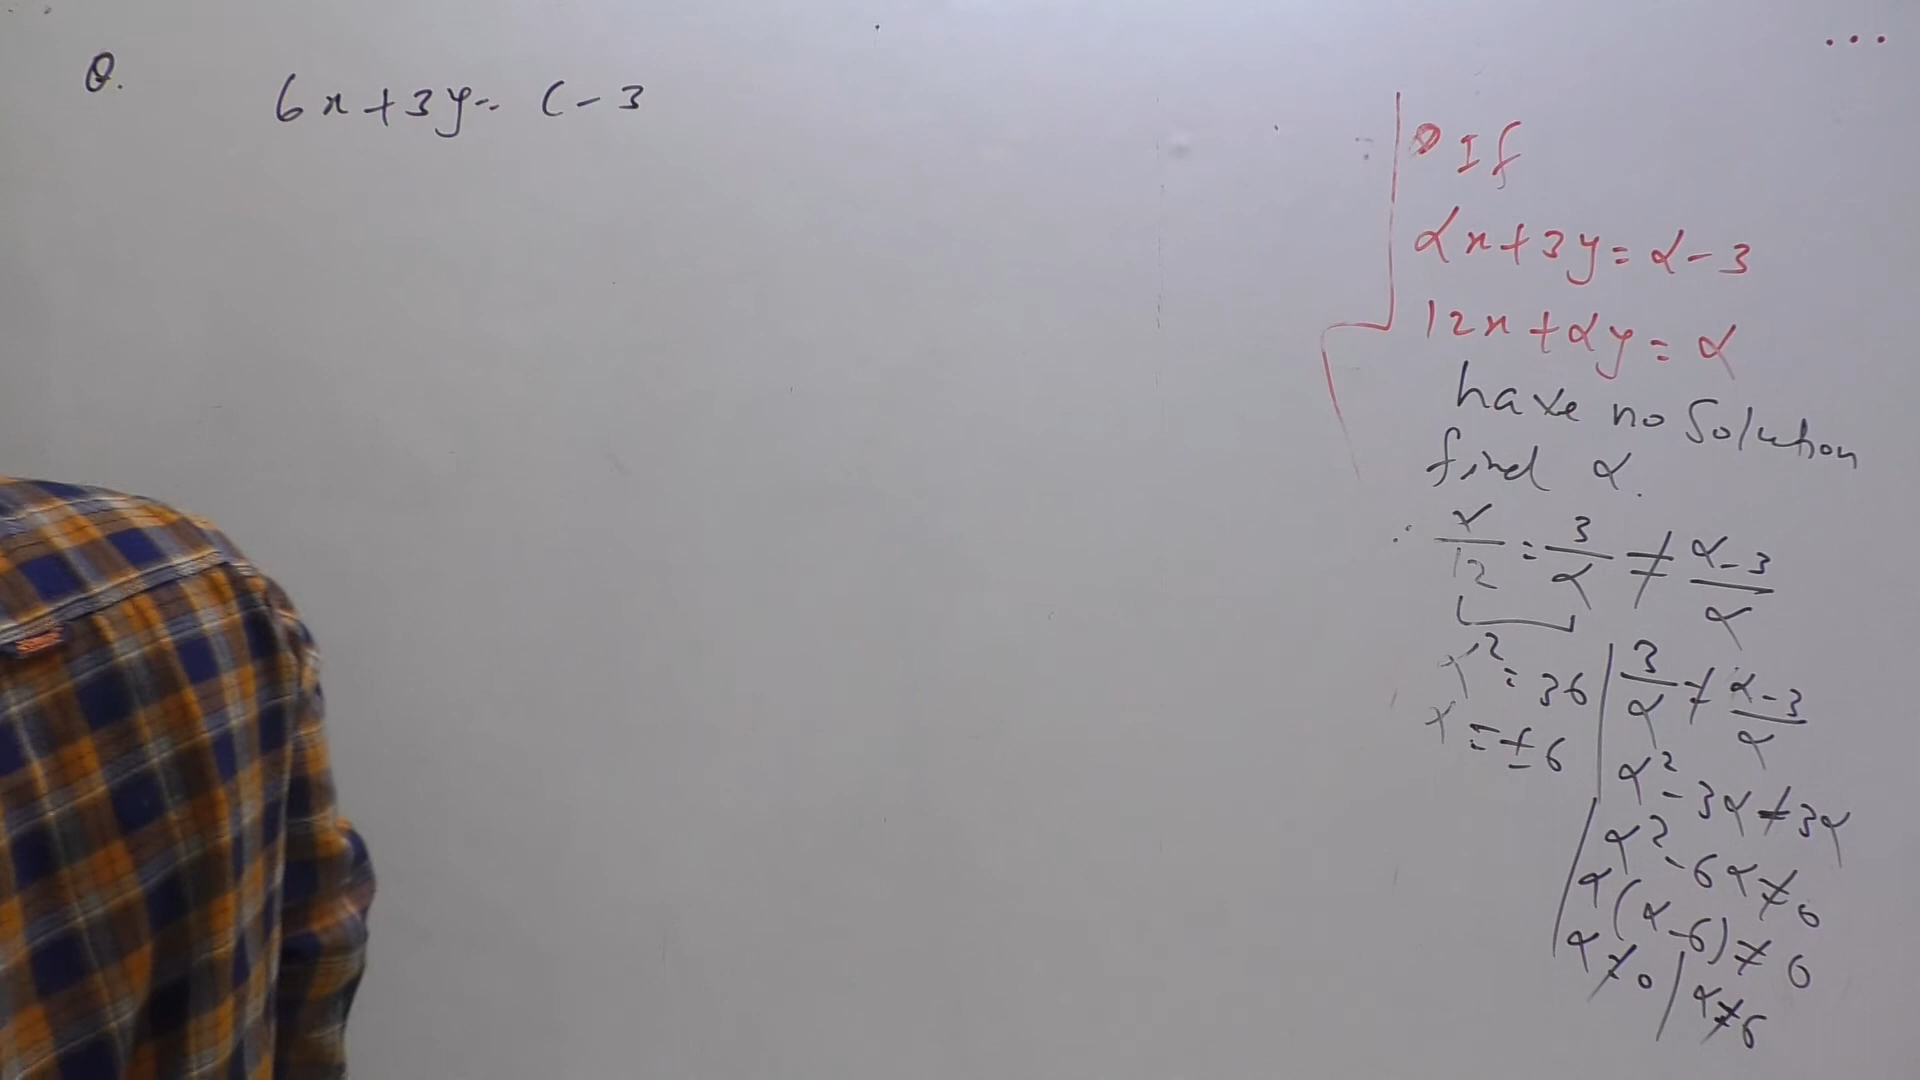 Q. 6x+3y= c-3
Q If
αx+3y=α-3
12x+αy=α
have no Solution
find α.
∴ α/12 = 3/α ≠ α-3/α
α²=36
α=±6
3/α ≠ α-3/α
α²-3α≠3α
α²-6α≠0
α(α-6)≠0
α≠0 | α≠6